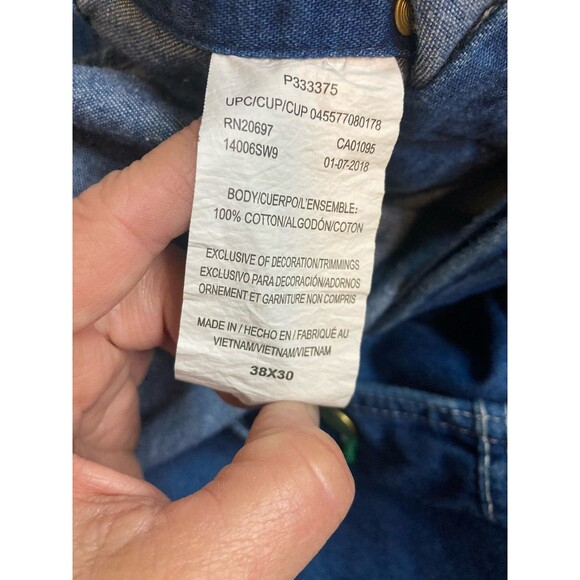 P333375
UPC/CUP/CUP 045577080178
RN20697 CA01095
14006SW9 01-07-2018
BODY/CUERPO/L'ENSEMBLE:
100% COTTON/ALGODÓN/COTON
EXCLUSIVE OF DECORATION/TRIMMINGS
EXCLUSIVO PARA DECORACIÓN/ADORNOS
ORNEMENT ET GARNITURE NON COMPRIS
MADE IN / HECHO EN / FABRIQUÉ AU
VIETNAM/VIETNAM/VIETNAM
38X30